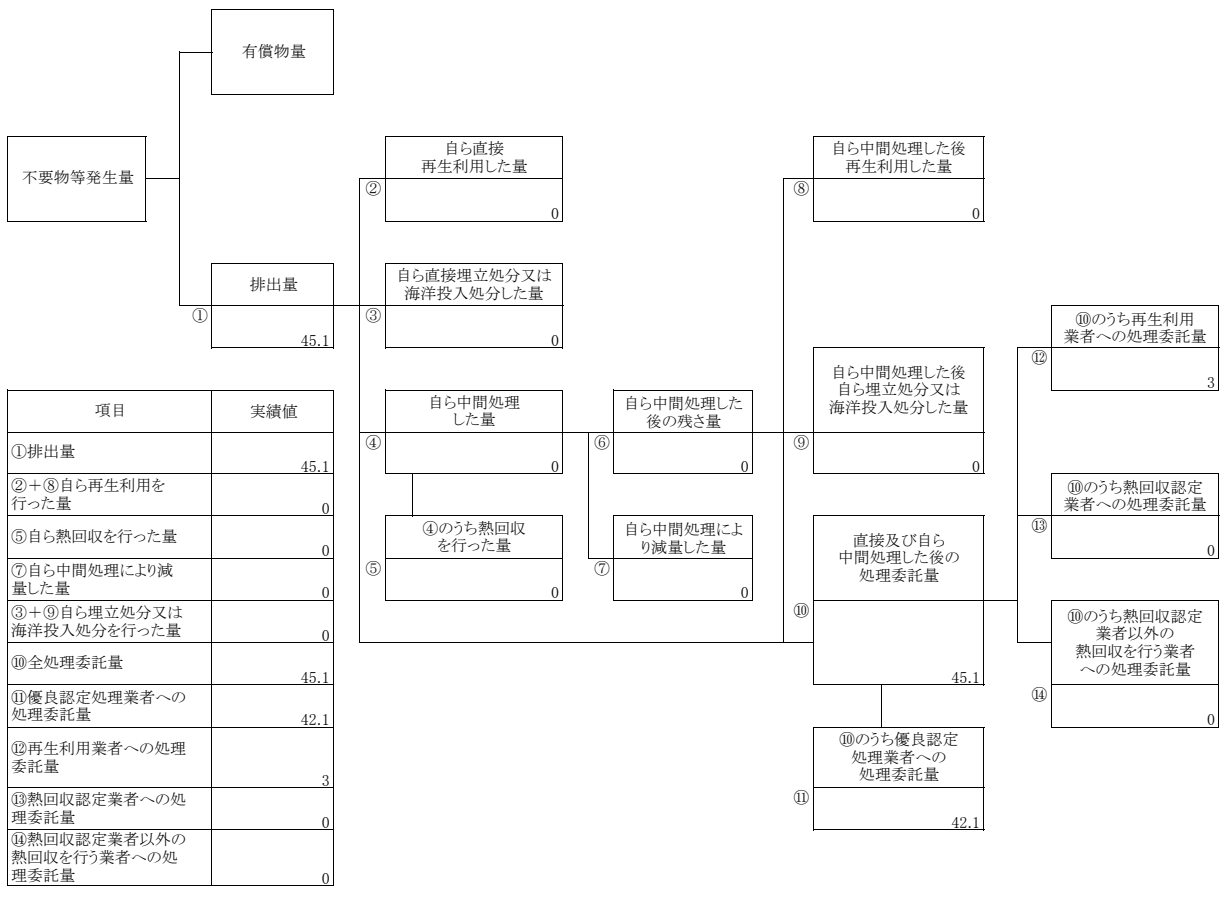 有償物量
不要物等発生量
排出量
①
45.1
自ら直接
再生利用した量
②
0
自ら直接埋立処分又は
海洋投入処分した量
③
0
自ら中間処理
した量
④
0
④のうち熱回収
を行った量
⑤
0
自ら中間処理した
後の残さ量
⑥
0
自ら中間処理によ
り減量した量
⑦
0
自ら中間処理した後
再生利用した量
⑧
0
自ら中間処理した後
自ら埋立処分又は
海洋投入処分した量
⑨
0
直接及び自ら
中間処理した後の
処理委託量
⑩
45.1
⑩のうち優良認定
処理業者への
処理委託量
⑪
42.1
⑩のうち再生利用
業者への処理委託量
⑫
3
⑩のうち熱回収認定
業者への処理委託量
⑬
0
⑩のうち熱回収認定
業者以外の
熱回収を行う業者
への処理委託量
⑭
0
項目 実績値
①排出量
45.1
②＋⑧自ら再生利用を
行った量
0
⑤自ら熱回収を行った量
0
⑦自ら中間処理により減
量した量
0
③＋⑨自ら埋立処分又は
海洋投入処分を行った量
0
⑩全処理委託量
45.1
⑪優良認定処理業者への
処理委託量
42.1
⑫再生利用業者への処理
委託量
3
⑬熱回収認定業者への処
理委託量
0
⑭熱回収認定業者以外の
熱回収を行う業者への処
理委託量
0